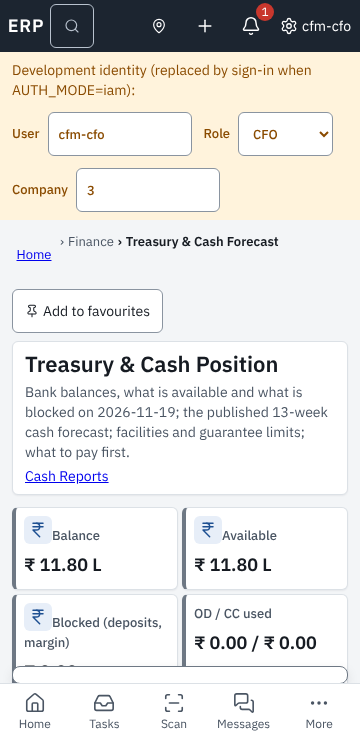 ERP
1
cfm-cfo
Development identity (replaced by sign-in when
AUTH_MODE=iam):
User cfm-cfo Role CFO
Company 3
› Finance › Treasury & Cash Forecast
Home
Add to favourites
Treasury & Cash Position
Bank balances, what is available and what is
blocked on 2026-11-19; the published 13-week
cash forecast; facilities and guarantee limits;
what to pay first.
Cash Reports
₹ Balance
₹ 11.80 L
₹ Available
₹ 11.80 L
₹ Blocked (deposits,
margin)
OD / CC used
₹ 0.00 / ₹ 0.00
Home
Tasks
Scan
Messages
More